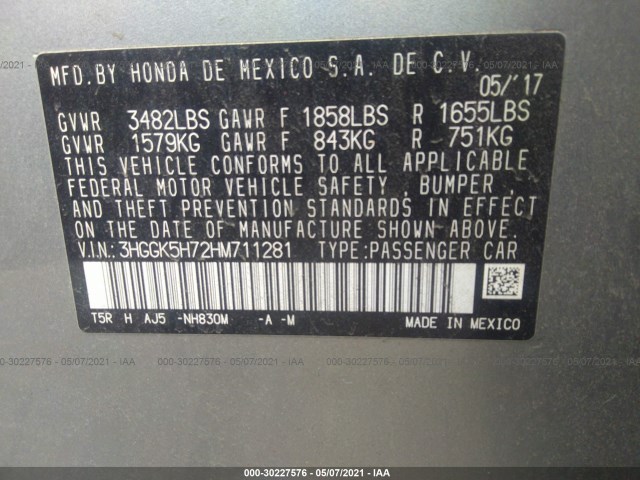 MFD.BY HONDA DE MEXICO S.A. DE C.V.
05/'17
GVWR 3482LBS GAWR F 1858LBS R 1655LBS
GVWR 1579KG GAWR F 843KG R 751KG
THIS VEHICLE CONFORMS TO ALL APPLICABLE
FEDERAL MOTOR VEHICLE SAFETY , BUMPER ,
AND THEFT PREVENTION STANDARDS IN EFFECT
ON THE DATE OF MANUFACTURE SHOWN ABOVE.
V.I.N.:3HGGK5H72HM711281 TYPE:PASSENGER CAR
T5R H AJ5 -NH830M -A -M
MADE IN MEXICO
000-30227576 - 05/07/2021 - IAA